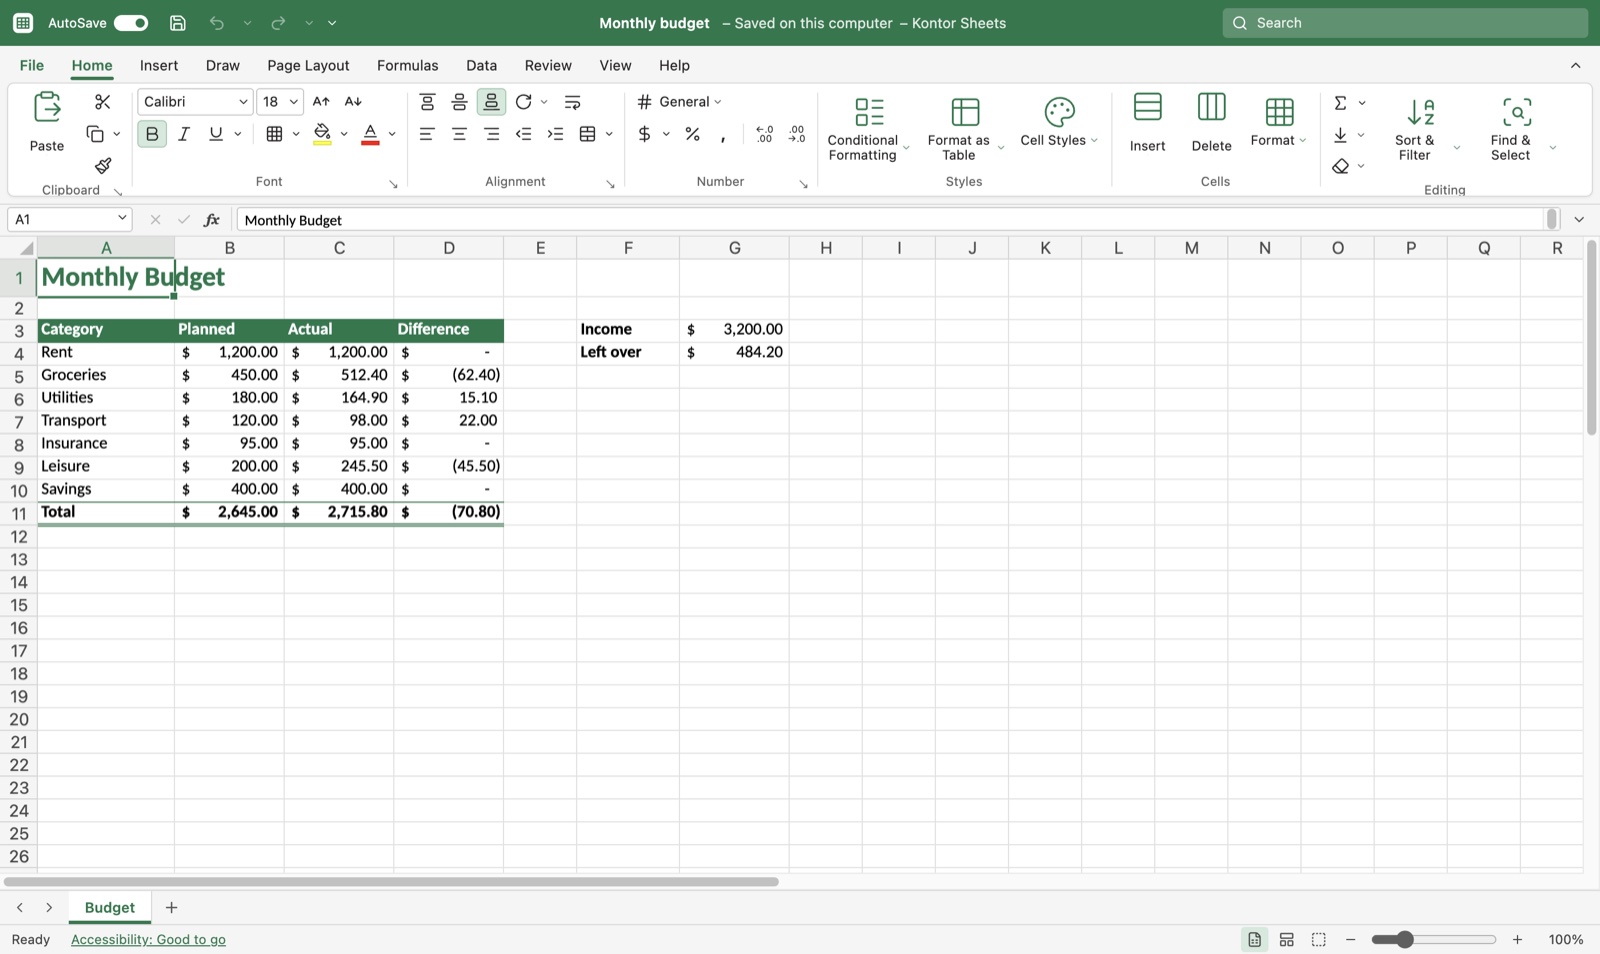 AutoSave
Monthly budget – Saved on this computer – Kontor Sheets
Search
File Home Insert Draw Page Layout Formulas Data Review View Help
Paste
Clipboard
Calibri 18
B I U A
Font
Alignment
# General
$ % ,
Number
Conditional Formatting
Format as Table
Cell Styles
Styles
Insert
Delete
Format
Cells
Σ
Sort & Filter
Find & Select
Editing
A1 fx Monthly Budget
A B C D E F G H I J K L M N O P Q R
1 Monthly Budget
2
3 Category Planned Actual Difference Income $ 3,200.00
4 Rent $ 1,200.00 $ 1,200.00 $ - Left over $ 484.20
5 Groceries $ 450.00 $ 512.40 $ (62.40)
6 Utilities $ 180.00 $ 164.90 $ 15.10
7 Transport $ 120.00 $ 98.00 $ 22.00
8 Insurance $ 95.00 $ 95.00 $ -
9 Leisure $ 200.00 $ 245.50 $ (45.50)
10 Savings $ 400.00 $ 400.00 $ -
11 Total $ 2,645.00 $ 2,715.80 $ (70.80)
12
13
14
15
16
17
18
19
20
21
22
23
24
25
26
Budget +
Ready Accessibility: Good to go − + 100%